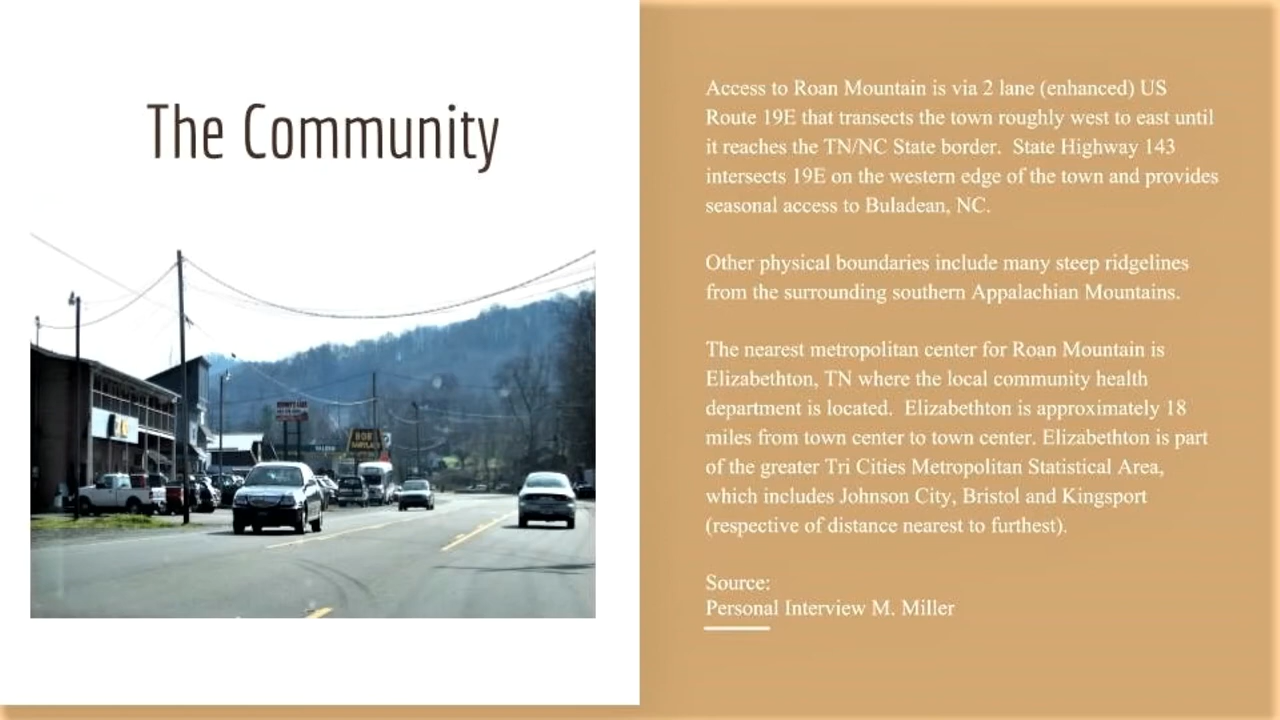 The Community
Access to Roan Mountain is via 2 lane (enhanced) US
Route 19E that transects the town roughly west to east until
it reaches the TN/NC State border.  State Highway 143
intersects 19E on the western edge of the town and provides
seasonal access to Buladean, NC.
Other physical boundaries include many steep ridgelines
from the surrounding southern Appalachian Mountains.
The nearest metropolitan center for Roan Mountain is
Elizabethton, TN where the local community health
department is located.  Elizabethton is approximately 18
miles from town center to town center. Elizabethton is part
of the greater Tri Cities Metropolitan Statistical Area,
which includes Johnson City, Bristol and Kingsport
(respective of distance nearest to furthest).
Source:
Personal Interview M. Miller
BOB